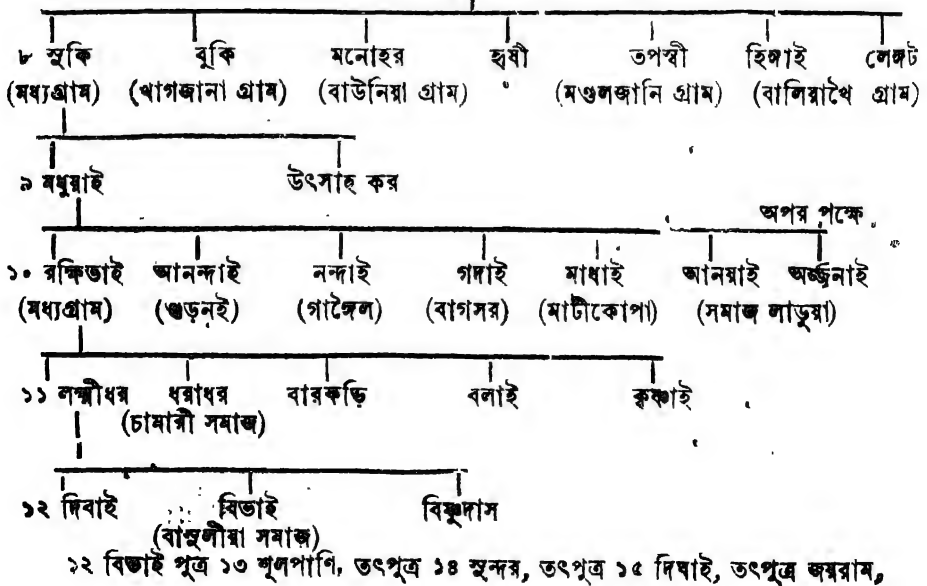 ৮ সুকি বুকি মনোহর হৃষী তপস্বী হিঙ্গাই লেঙ্গট
(মধ্যগ্রাম) (থাগজানা গ্রাম) (বাউনিয়া গ্রাম) (মণ্ডলজানি গ্রাম) (বালিয়াথৈ গ্রাম)
৯ মধুয়াই উৎসাহ কর
অপর পক্ষে
১০ রক্ষিতাই আনন্দাই নন্দাই গদাই মাধাই আনয়াই অর্জ্জুনাই
(মধ্যগ্রাম) (গুড়নই) (গাঙ্গৈল) (বাগসর) (মাটীকোপা) (সমাজ লাড়ুয়া)
১১ লক্ষ্মীধর ধরাধর বারকড়ি বলাই কৃষ্ণাই
(চামারী সমাজ)
১২ দিবাই বিভাই বিষ্ণুদাস
(বাসুলীয়া সমাজ)
১২ বিভাই পুত্র ১৩ শূলপাণি, তৎপুত্র ১৪ সুন্দর, তৎপুত্র ১৫ দিঘাই, তৎপুত্র জয়রাম,